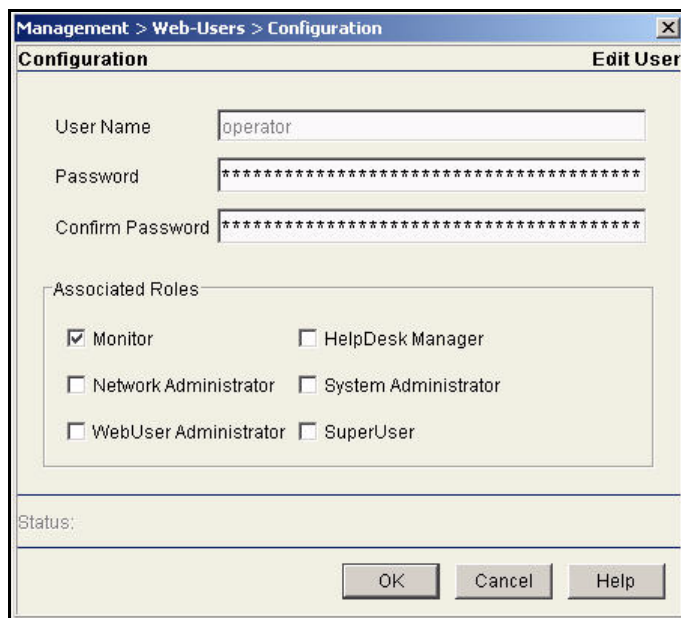 Management > Web-Users > Configuration
Configuration Edit User
User Name operator
Password ****************************************
Confirm Password ****************************************
Associated Roles
Monitor HelpDesk Manager
Network Administrator System Administrator
WebUser Administrator SuperUser
Status:
OK Cancel Help